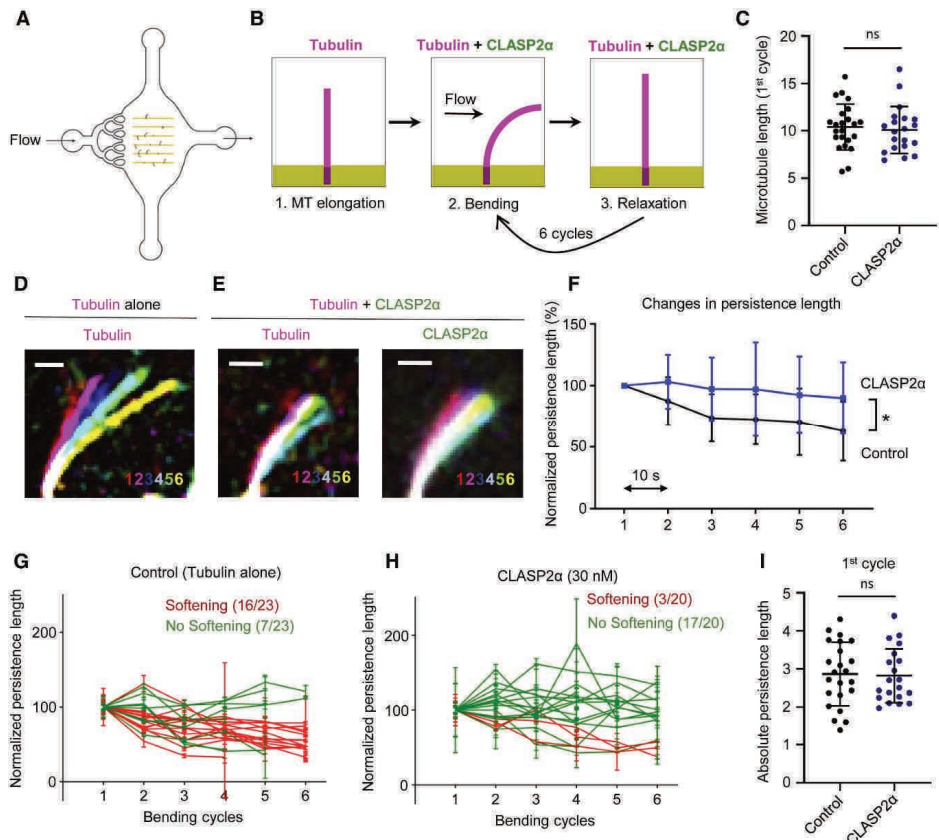 A
Flow
B
Tubulin
Tubulin + CLASP2α
Tubulin + CLASP2α
Flow
1. MT elongation
2. Bending
3. Relaxation
6 cycles
C
ns
Microtubule length (1st cycle)
20
15
10
5
0
Control
CLASP2α
D
Tubulin alone
Tubulin
123456
E
Tubulin + CLASP2α
Tubulin
CLASP2α
123456
123456
F
Changes in persistence length
Normalized persistence length (%)
150
100
50
0
CLASP2α
*
Control
10 s
1 2 3 4 5 6
G
Control (Tubulin alone)
Softening (16/23)
No Softening (7/23)
Normalized persistence length
200
100
0
1 2 3 4 5 6
Bending cycles
H
CLASP2α (30 nM)
Softening (3/20)
No Softening (17/20)
Normalized persistence length
200
100
0
1 2 3 4 5 6
Bending cycles
I
1st cycle
ns
Absolute persistence length
5
4
3
2
1
0
Control
CLASP2α